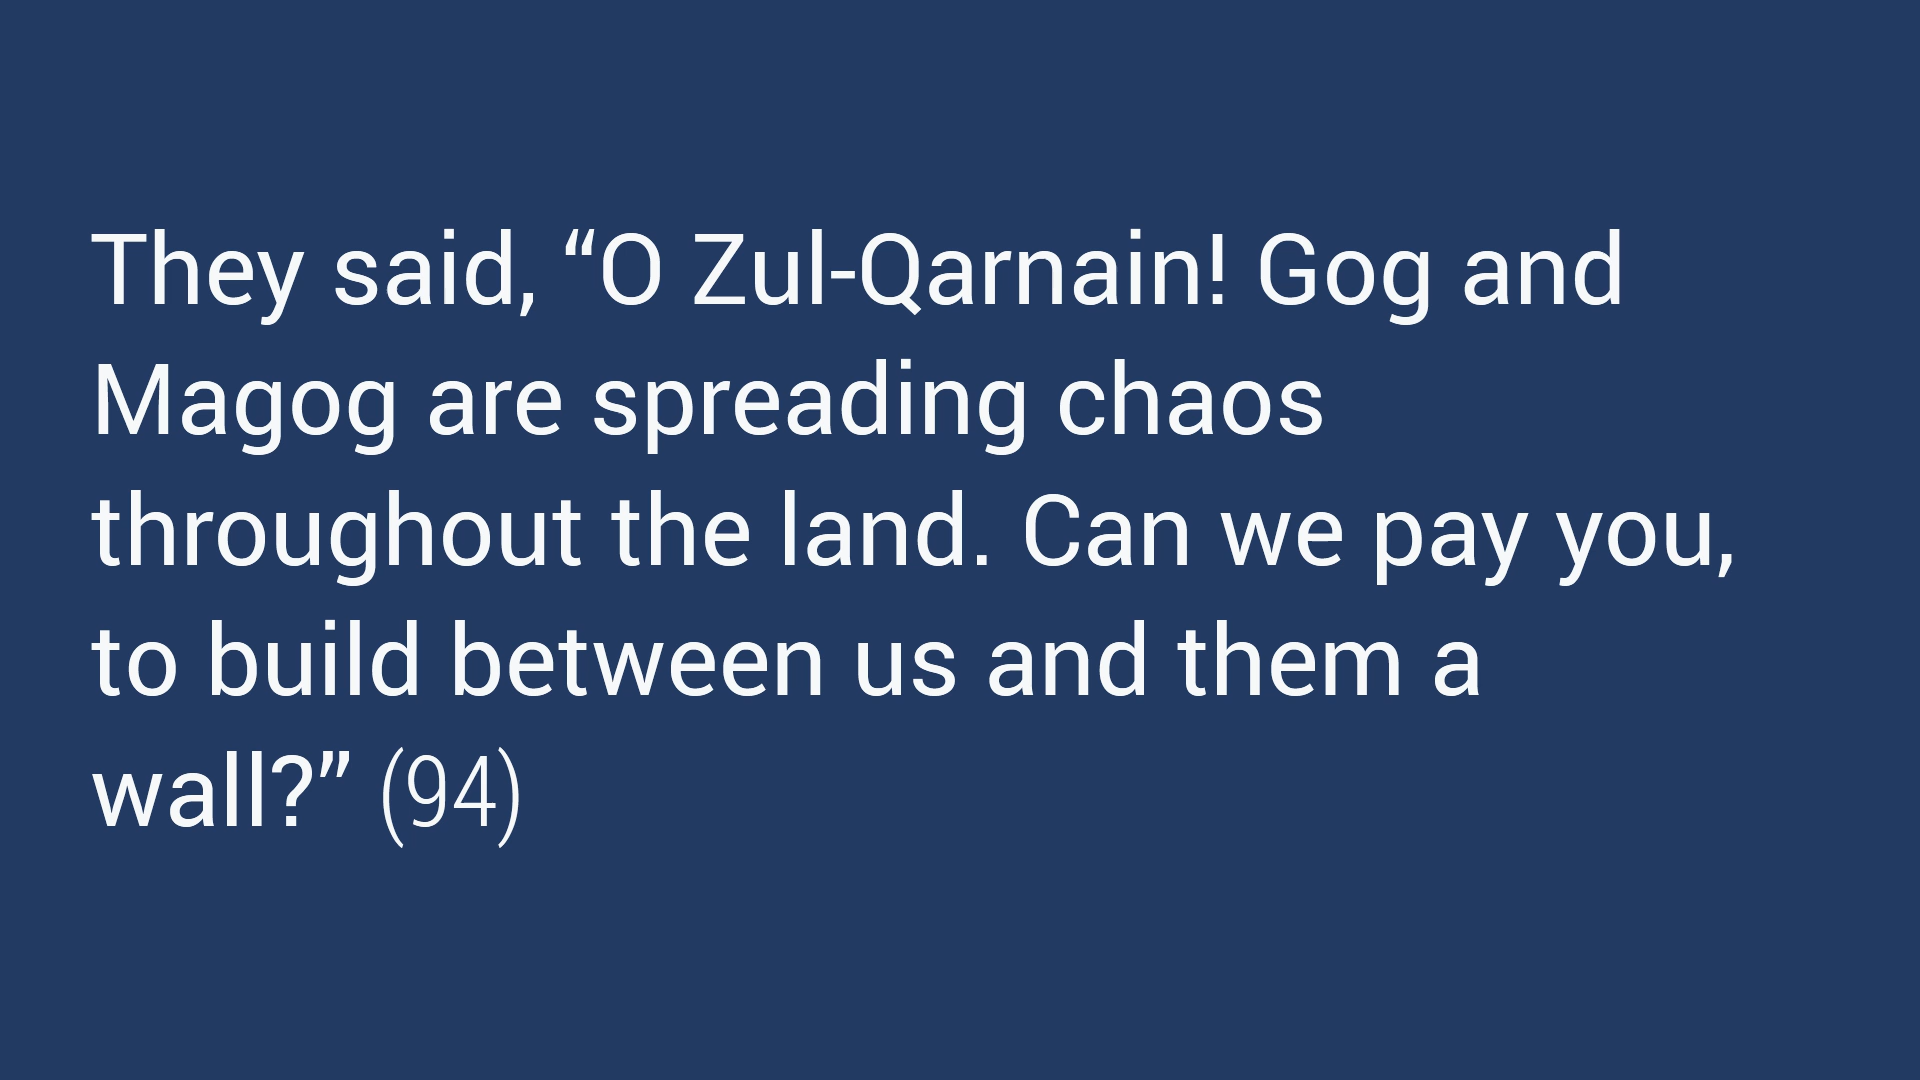 They said, “O Zul-Qarnain! Gog and
Magog are spreading chaos
throughout the land. Can we pay you,
to build between us and them a
wall?” (94)